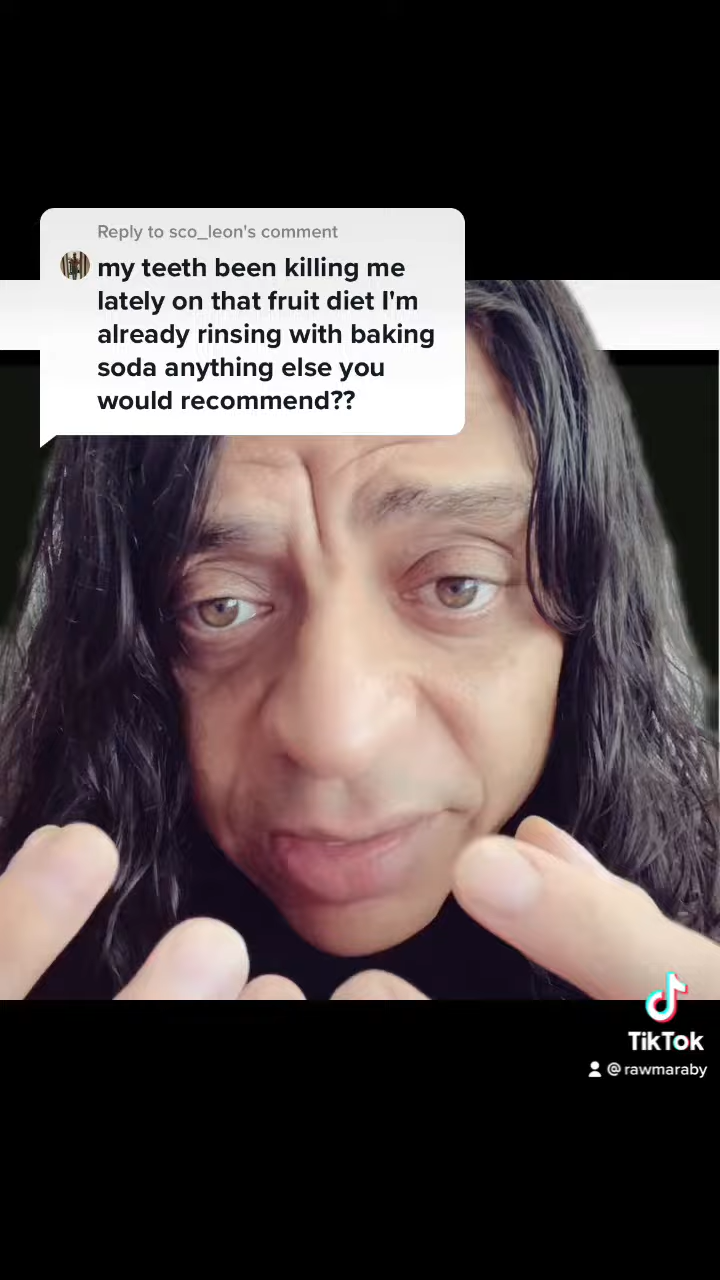 Reply to sco_leon's comment
my teeth been killing me
lately on that fruit diet I'm
already rinsing with baking
soda anything else you
would recommend??
TikTok
@rawmaraby